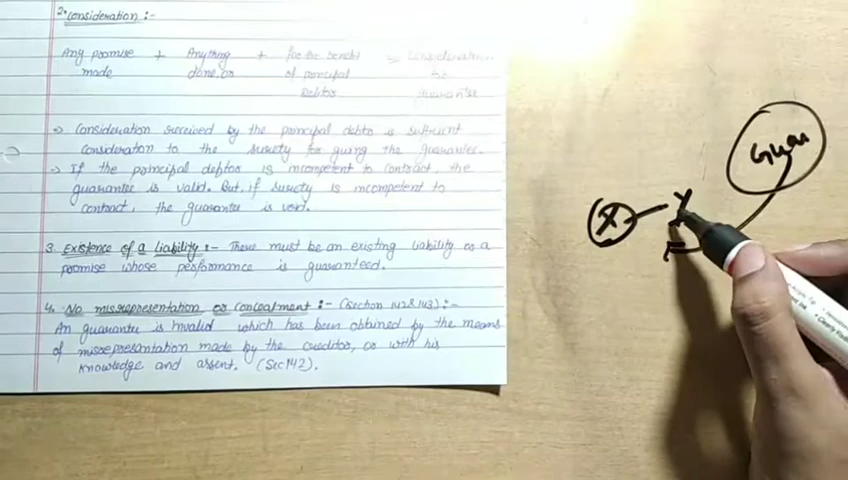 2. Consideration :-
Any promise + Anything + for the benefit = Consideration
made done or of principal for
Debtor guarantee
→ Consideration received by the principal debto is sufficient
consideration to the surety for giving the guarantee.
→ If the principal debtor is incompetent to contract, the
guarantee is valid. But, if surety is incompetent to
contract, the guarantee is void.
3. Existence of a liability :- There must be an existing liability or a
promise whose performance is guaranteed.
4. No misrepresentation or concealment :- (Section 142 & 143) :-
An guarantee is invalid which has been obtained by the means
of misrepresantation made by the creditor, or with his
knowledge and assent. (Sec 142).
X Y